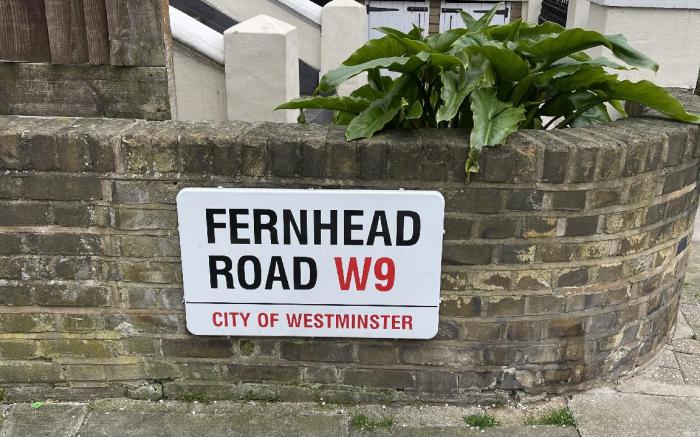 FERNHEAD
ROAD W9
CITY OF WESTMINSTER